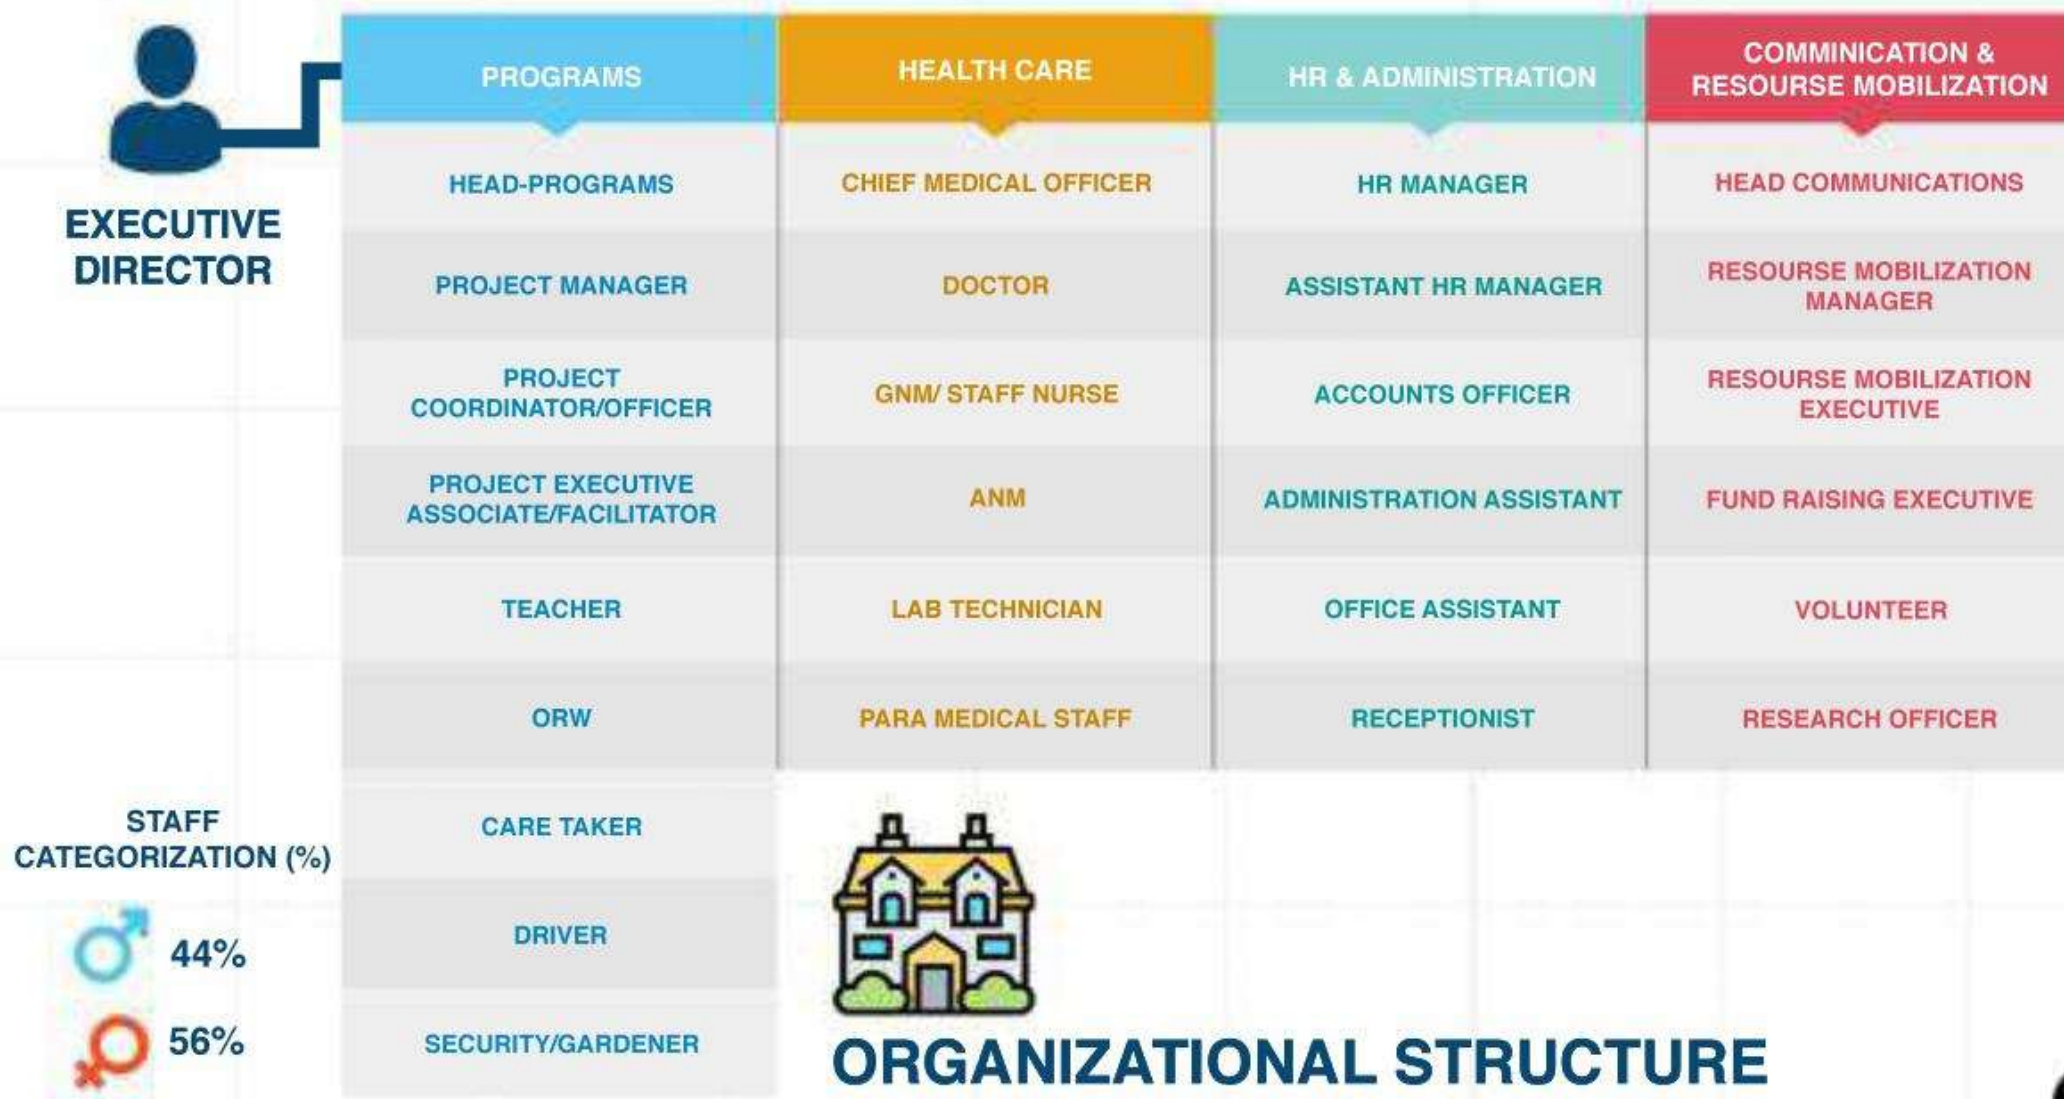 EXECUTIVE
DIRECTOR
PROGRAMS
HEAD-PROGRAMS
PROJECT MANAGER
PROJECT
COORDINATOR/OFFICER
PROJECT EXECUTIVE
ASSOCIATE/FACILITATOR
TEACHER
ORW
CARE TAKER
DRIVER
SECURITY/GARDENER
HEALTH CARE
CHIEF MEDICAL OFFICER
DOCTOR
GNM/ STAFF NURSE
ANM
LAB TECHNICIAN
PARA MEDICAL STAFF
HR & ADMINISTRATION
HR MANAGER
ASSISTANT HR MANAGER
ACCOUNTS OFFICER
ADMINISTRATION ASSISTANT
OFFICE ASSISTANT
RECEPTIONIST
COMMINICATION &
RESOURSE MOBILIZATION
HEAD COMMUNICATIONS
RESOURSE MOBILIZATION
MANAGER
RESOURSE MOBILIZATION
EXECUTIVE
FUND RAISING EXECUTIVE
VOLUNTEER
RESEARCH OFFICER
STAFF
CATEGORIZATION (%)
44%
56%
ORGANIZATIONAL STRUCTURE